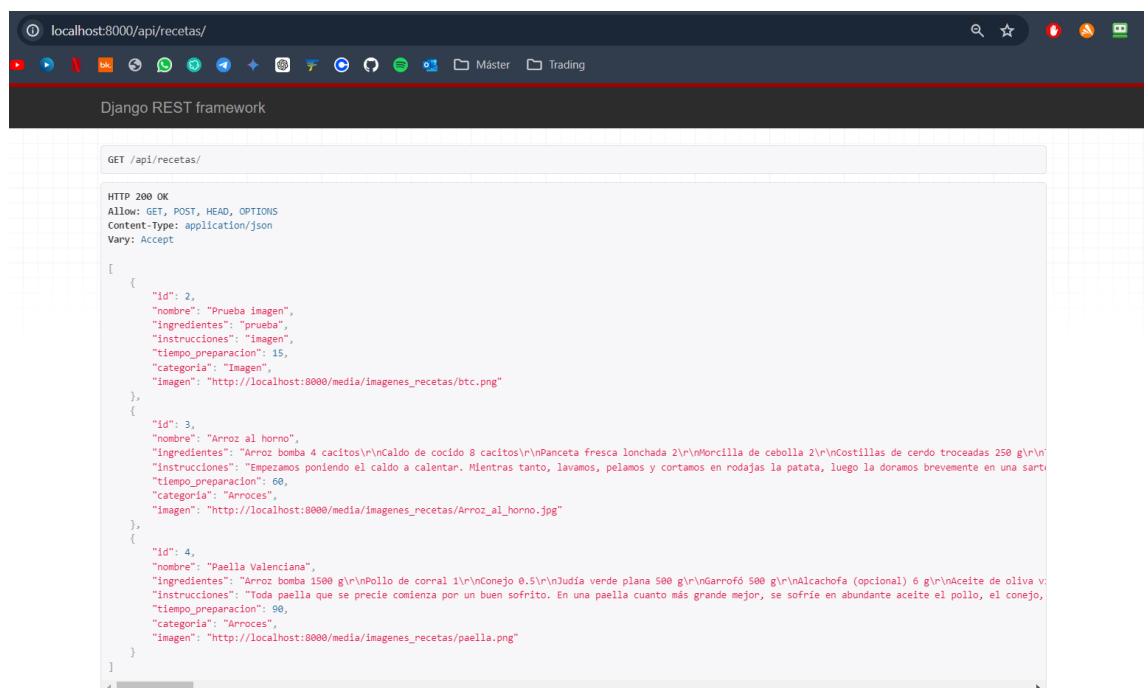 localhost:8000/api/recetas/
bk
Máster
Trading
Django REST framework
GET /api/recetas/
HTTP 200 OK
Allow: GET, POST, HEAD, OPTIONS
Content-Type: application/json
Vary: Accept
[
{
"id": 2,
"nombre": "Prueba imagen",
"ingredientes": "prueba",
"instrucciones": "imagen",
"tiempo_preparacion": 15,
"categoria": "Imagen",
"imagen": "http://localhost:8000/media/imagenes_recetas/btc.png"
},
{
"id": 3,
"nombre": "Arroz al horno",
"ingredientes": "Arroz bomba 4 cacitos\r\nCaldo de cocido 8 cacitos\r\nPanceta fresca lonchada 2\r\nMorcilla de cebolla 2\r\nCostillas de cerdo troceadas 250 g\r\n
"instrucciones": "Empezamos poniendo el caldo a calentar. Mientras tanto, lavamos, pelamos y cortamos en rodajas la patata, luego la doramos brevemente en una sart
"tiempo_preparacion": 60,
"categoria": "Arroces",
"imagen": "http://localhost:8000/media/imagenes_recetas/Arroz_al_horno.jpg"
},
{
"id": 4,
"nombre": "Paella Valenciana",
"ingredientes": "Arroz bomba 1500 g\r\nPollo de corral 1\r\nConejo 0.5\r\nJudía verde plana 500 g\r\nGarrofó 500 g\r\nAlcachofa (opcional) 6 g\r\nAceite de oliva v
"instrucciones": "Toda paella que se precie comienza por un buen sofrito. En una paella cuanto más grande mejor, se sofríe en abundante aceite el pollo, el conejo,
"tiempo_preparacion": 90,
"categoria": "Arroces",
"imagen": "http://localhost:8000/media/imagenes_recetas/paella.png"
}
]